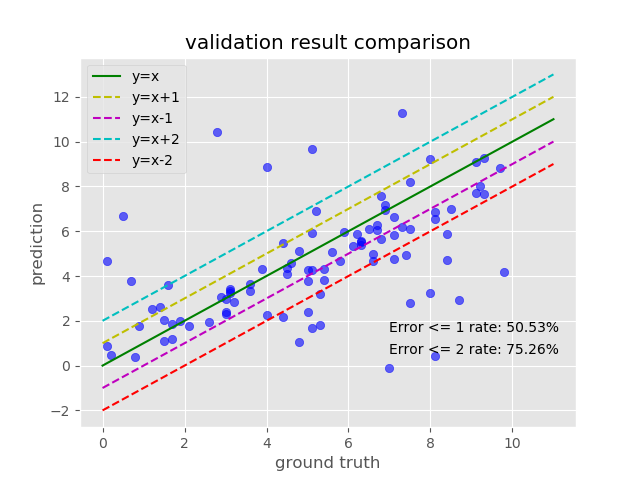 validation result comparison
y=x
y=x+1
y=x-1
y=x+2
y=x-2
12
10
8
6
4
2
0
−2
prediction
Error <= 1 rate: 50.53%
Error <= 2 rate: 75.26%
0 2 4 6 8 10
ground truth